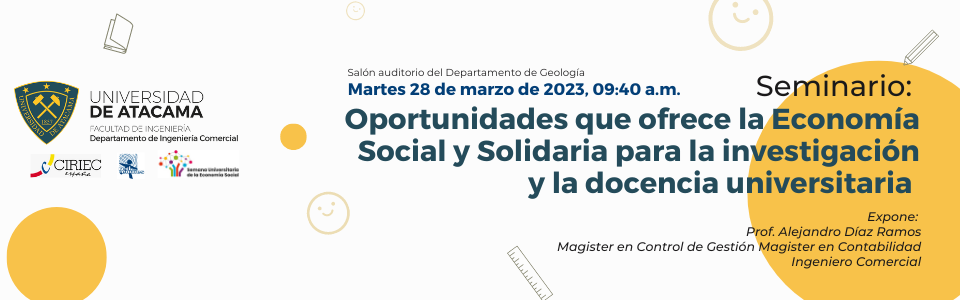 UNIVERSIDAD
DE ATACAMA
FACULTAD DE INGENIERÍA
Departamento de Ingeniería Comercial
CIRIEC
españa
Semana Universitaria
de la Economía Social
Salón auditorio del Departamento de Geología
Martes 28 de marzo de 2023, 09:40 a.m.
Seminario:
Oportunidades que ofrece la Economía
Social y Solidaria para la investigación
y la docencia universitaria
Expone:
Prof. Alejandro Díaz Ramos
Magister en Control de Gestión Magister en Contabilidad
Ingeniero Comercial